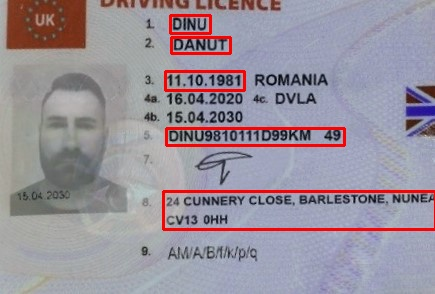 DRIVING LICENCE
UK
1. DINU
2. DANUT
3. 11.10.1981 ROMANIA
4a. 16.04.2020 4c. DVLA
4b. 15.04.2030
5. DINU9810111D99KM 49
7.
15.04.2030
8. 24 CUNNERY CLOSE, BARLESTONE, NUNEA
CV13 0HH
9. AM/A/B/f/k/p/q